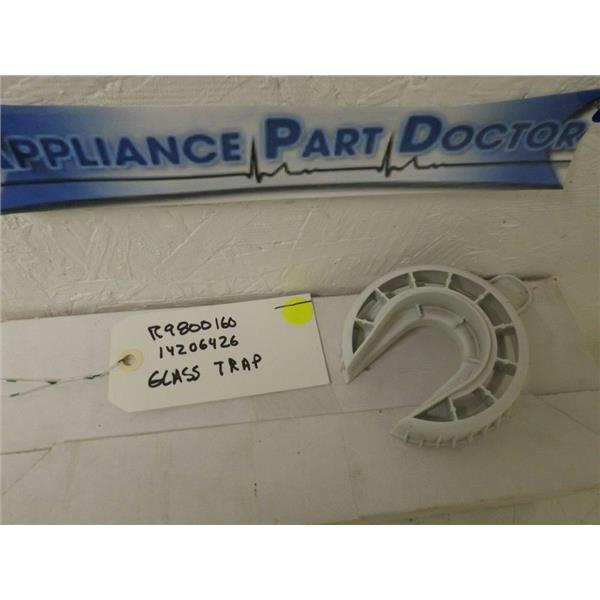 APPLIANCE PART DOCTOR
R9800160
14206426
GLASS TRAP